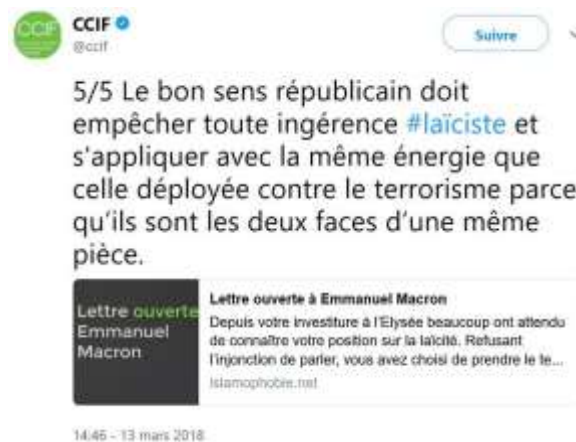 CCIF
CCIF
@ccif
Suivre
5/5 Le bon sens républicain doit
empêcher toute ingérence #laïciste et
s'appliquer avec la même énergie que
celle déployée contre le terrorisme parce
qu'ils sont les deux faces d'une même
pièce.
Lettre ouverte
Emmanuel
Macron
Lettre ouverte à Emmanuel Macron
Depuis votre investiture à l'Elysée beaucoup ont attendu
de connaître votre position sur la laïcité. Refusant
l'injonction de parler, vous avez choisi de prendre le te...
islamophobie.net
14:46 - 13 mars 2018